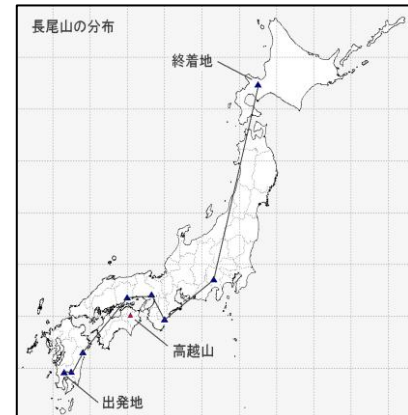 長尾山の分布
終着地
高越山
出発地